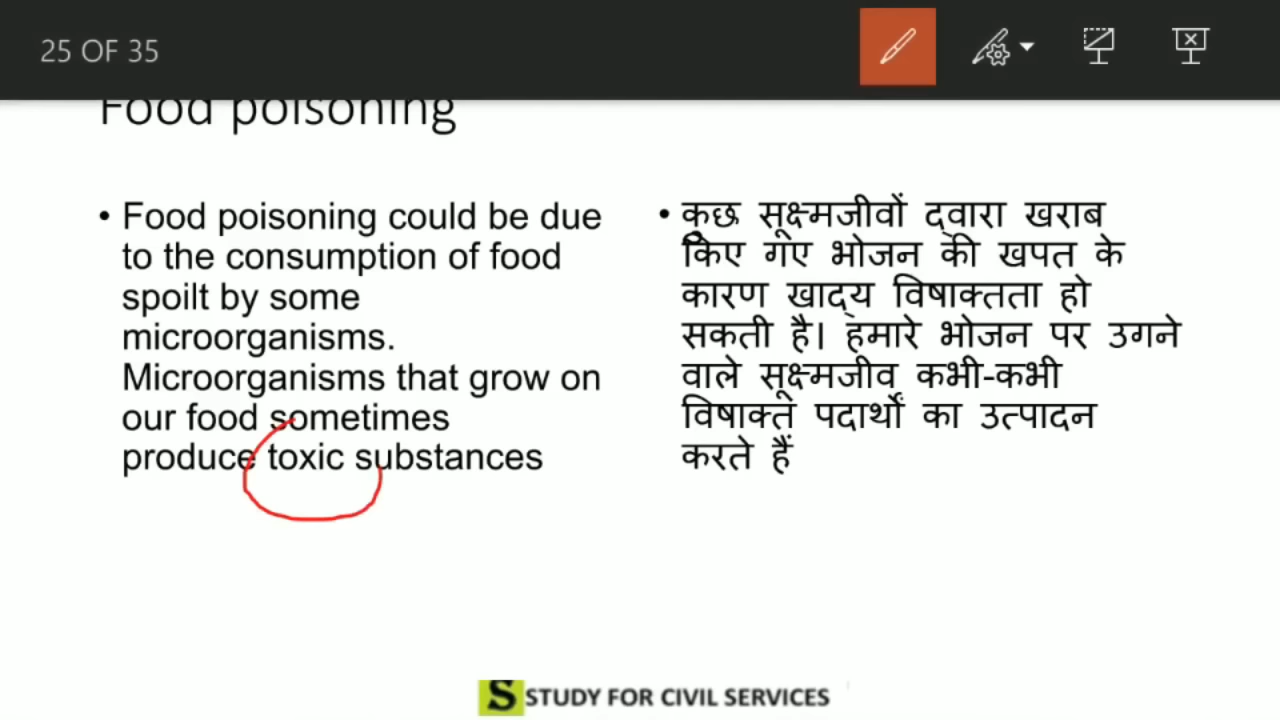 25 OF 35
Food poisoning
• Food poisoning could be due
to the consumption of food
spoilt by some
microorganisms.
Microorganisms that grow on
our food sometimes
produce toxic substances
• कुछ सूक्ष्मजीवों द्वारा खराब
किए गए भोजन की खपत के
कारण खाद्य विषाक्तता हो
सकती है। हमारे भोजन पर उगने
वाले सूक्ष्मजीव कभी-कभी
विषाक्त पदार्थों का उत्पादन
करते हैं
S STUDY FOR CIVIL SERVICES